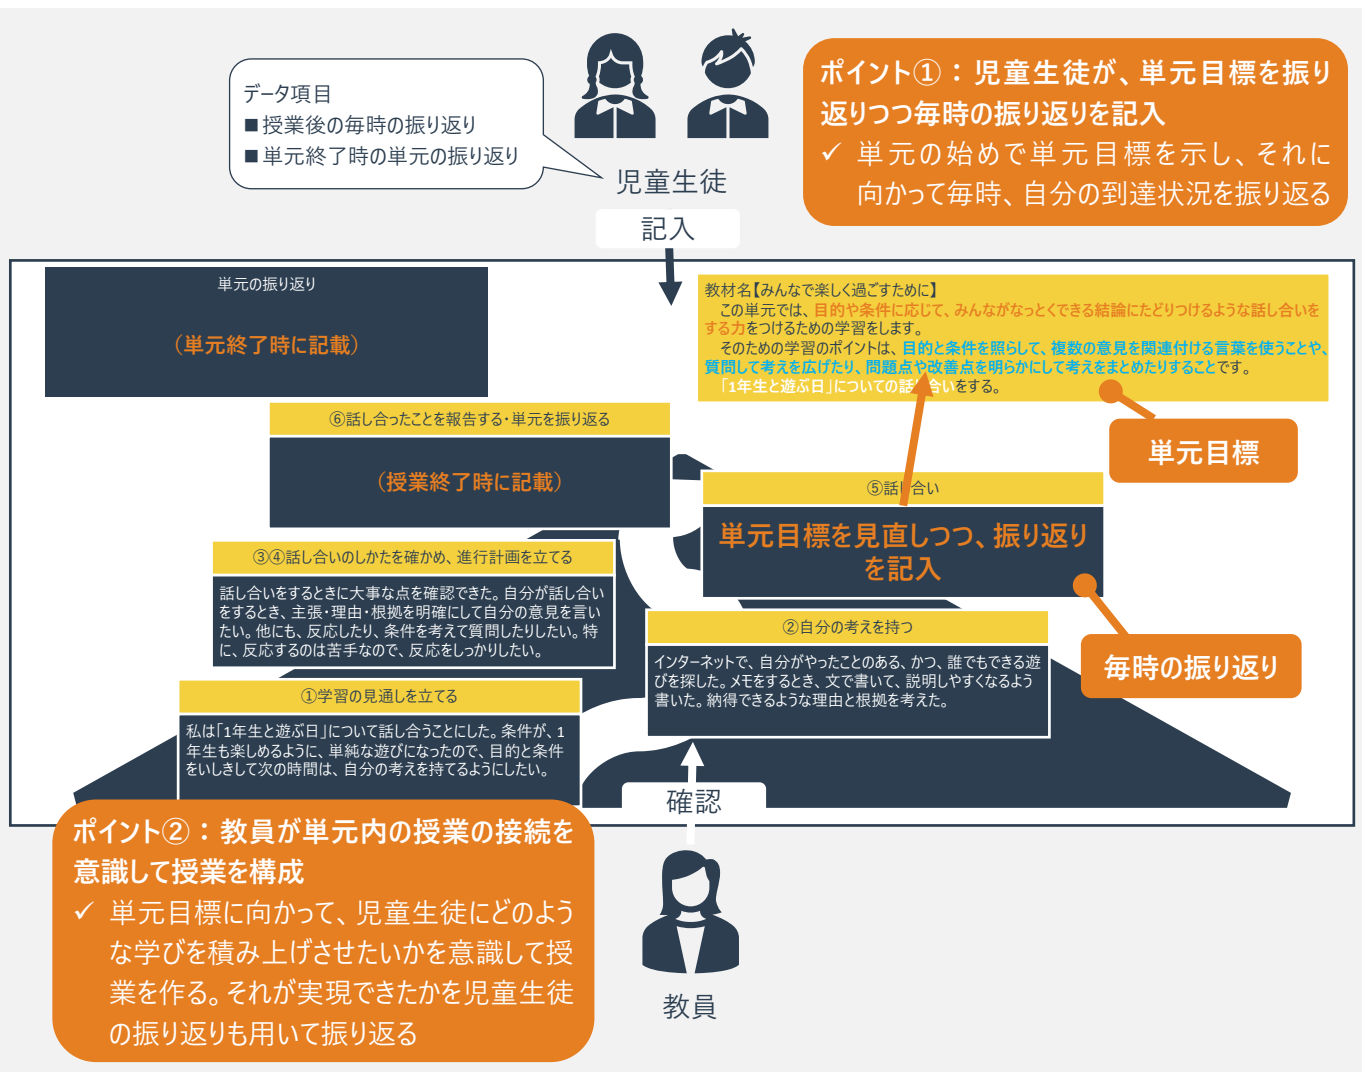 データ項目
■授業後の毎時の振り返り
■単元終了時の単元の振り返り
児童生徒
記入
ポイント①：児童生徒が、単元目標を振り
返りつつ毎時の振り返りを記入
✓ 単元の始めで単元目標を示し、それに
向かって毎時、自分の到達状況を振り返る
単元の振り返り
（単元終了時に記載）
教材名【みんなで楽しく過ごすために】
この単元では、目的や条件に応じて、みんながなっとくできる結論にたどりつけるような話し合いを
する力をつけるための学習をします。
そのための学習のポイントは、目的と条件を照らして、複数の意見を関連付ける言葉を使うことや、
質問して考えを広げたり、問題点や改善点を明らかにして考えをまとめたりすることです。
「1年生と遊ぶ日」についての話し合いをする。
単元目標
⑥話し合ったことを報告する・単元を振り返る
（授業終了時に記載）
⑤話し合い
単元目標を見直しつつ、振り返り
を記入
毎時の振り返り
③④話し合いのしかたを確かめ、進行計画を立てる
話し合いをするときに大事な点を確認できた。自分が話し合い
をするとき、主張・理由・根拠を明確にして自分の意見を言い
たい。他にも、反応したり、条件を考えて質問したりしたい。特
に、反応するのは苦手なので、反応をしっかりしたい。
②自分の考えを持つ
インターネットで、自分がやったことのある、かつ、誰でもできる遊
びを探した。メモをするとき、文で書いて、説明しやすくなるよう
書いた。納得できるような理由と根拠を考えた。
①学習の見通しを立てる
私は「1年生と遊ぶ日」について話し合うことにした。条件が、1
年生も楽しめるように、単純な遊びになったので、目的と条件
をいしきして次の時間は、自分の考えを持てるようにしたい。
確認
教員
ポイント②：教員が単元内の授業の接続を
意識して授業を構成
✓ 単元目標に向かって、児童生徒にどのよう
な学びを積み上げさせたいかを意識して授
業を作る。それが実現できたかを児童生徒
の振り返りも用いて振り返る